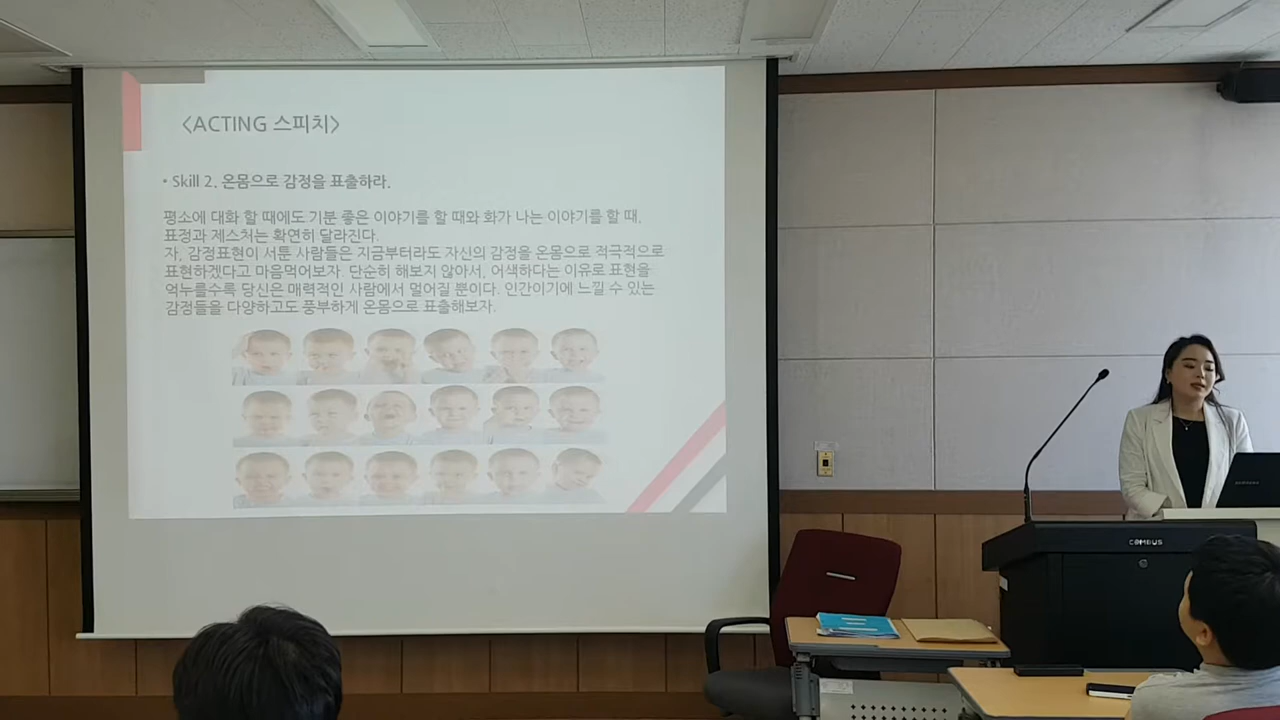 <ACTING 스피치>
• Skill 2. 온몸으로 감정을 표출하라.
평소에 대화 할 때에도 기분 좋은 이야기를 할 때와 화가 나는 이야기를 할 때,
표정과 제스처는 확연히 달라진다.
자, 감정표현이 서툰 사람들은 지금부터라도 자신의 감정을 온몸으로 적극적으로
표현하겠다고 마음먹어보자. 단순히 해보지 않아서, 어색하다는 이유로 표현을
억누를수록 당신은 매력적인 사람에서 멀어질 뿐이다. 인간이기에 느낄 수 있는
감정들을 다양하고도 풍부하게 온몸으로 표출해보자.
COMBUS